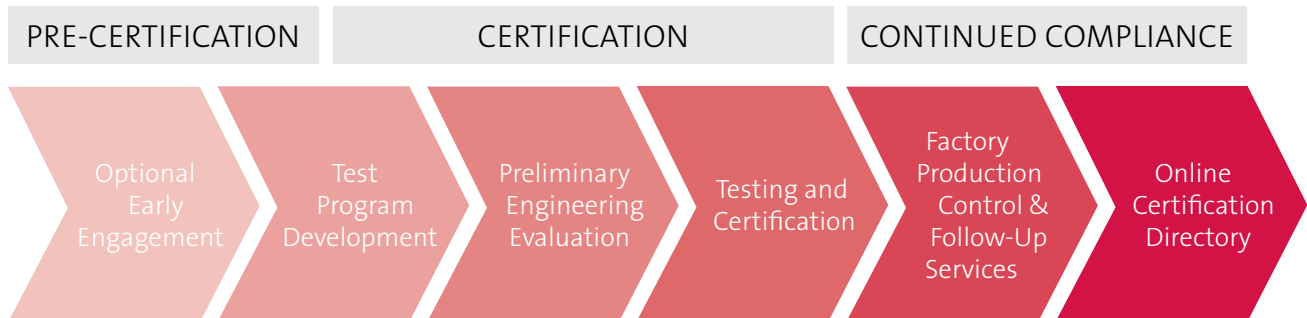 PRE-CERTIFICATION
CERTIFICATION
CONTINUED COMPLIANCE
Optional
Early
Engagement
Test
Program
Development
Preliminary
Engineering
Evaluation
Testing and
Certification
Factory
Production
Control &
Follow-Up
Services
Online
Certification
Directory